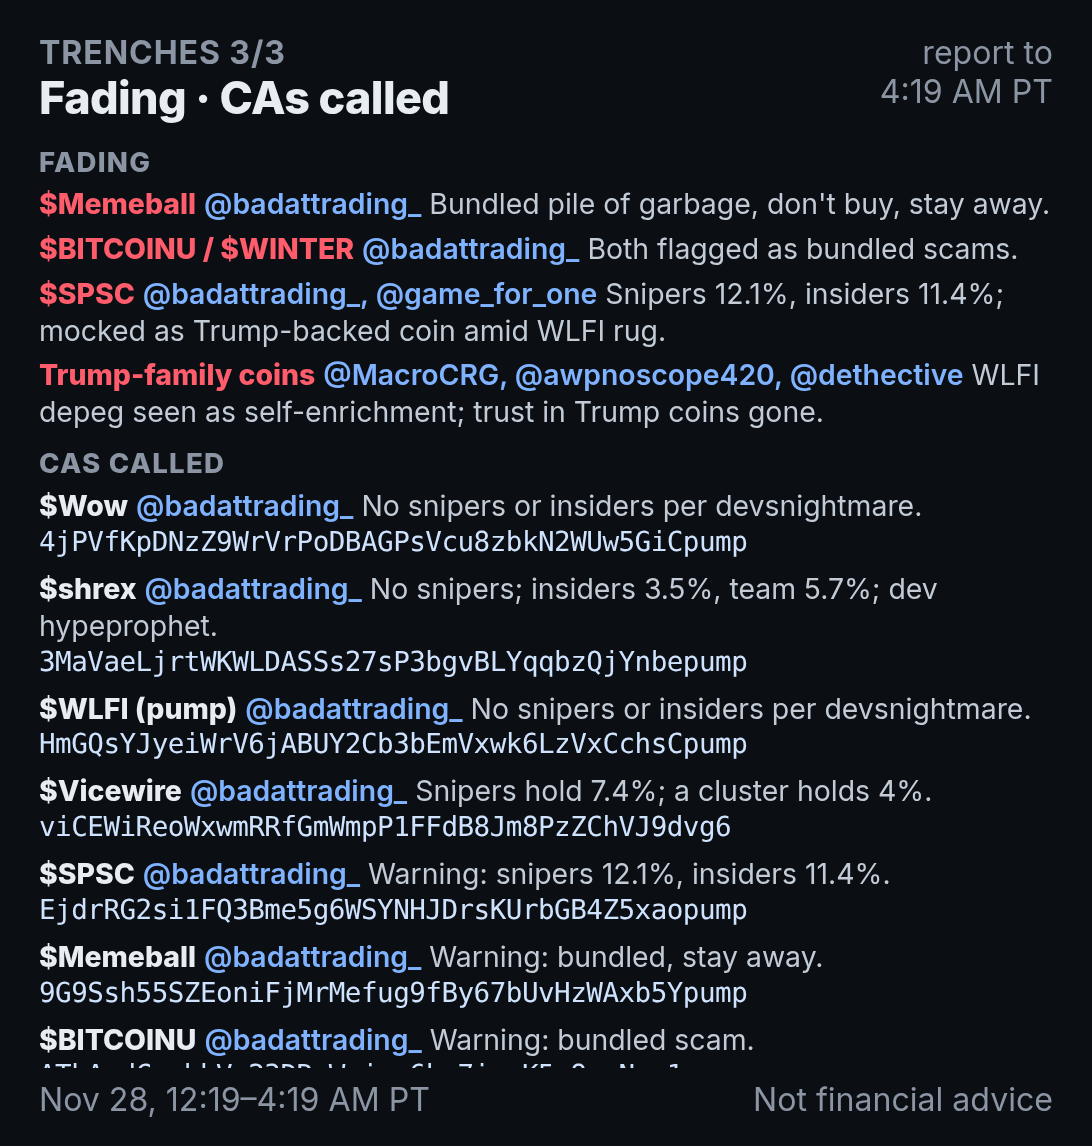 TRENCHES 3/3
report to
4:19 AM PT
Fading · CAs called
FADING
$Memeball @badattrading_ Bundled pile of garbage, don't buy, stay away.
$BITCOINU / $WINTER @badattrading_ Both flagged as bundled scams.
$SPSC @badattrading_, @game_for_one Snipers 12.1%, insiders 11.4%;
mocked as Trump-backed coin amid WLFI rug.
Trump-family coins @MacroCRG, @awpnoscope420, @dethective WLFI
depeg seen as self-enrichment; trust in Trump coins gone.
CAS CALLED
$Wow @badattrading_ No snipers or insiders per devsnightmare.
4jPVfKpDNzZ9WrVrPoDBAGPsVcu8zbkN2WUw5GiCpump
$shrex @badattrading_ No snipers; insiders 3.5%, team 5.7%; dev
hypeprophet.
3MaVaeLjrtWKWLDASSs27sP3bgvBLYqqbzQjYnbepump
$WLFI (pump) @badattrading_ No snipers or insiders per devsnightmare.
HmGQsYJyeiWrV6jABUY2Cb3bEmVxwk6LzVxCchsCpump
$Vicewire @badattrading_ Snipers hold 7.4%; a cluster holds 4%.
viCEWiReoWxwmRRfGmWmpP1FFdB8Jm8PzZChVJ9dvg6
$SPSC @badattrading_ Warning: snipers 12.1%, insiders 11.4%.
EjdrRG2si1FQ3Bme5g6WSYNHJDrsKUrbGB4Z5xaopump
$Memeball @badattrading_ Warning: bundled, stay away.
9G9Ssh55SZEoniFjMrMefug9fBy67bUvHzWAxb5Ypump
$BITCOINU @badattrading_ Warning: bundled scam.
Nov 28, 12:19–4:19 AM PT
Not financial advice